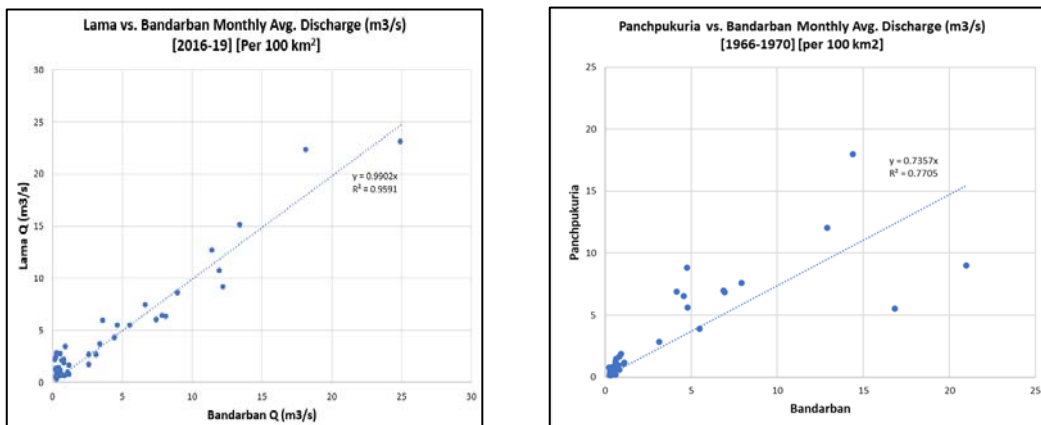 Lama vs. Bandarban Monthly Avg. Discharge (m3/s)
[2016-19] [Per 100 km²]
30
25
20
15
10
5
0
Lama Q (m3/s)
y = 0.9902x
R² = 0.9591
0 5 10 15 20 25 30
Bandarban Q (m3/s)
Panchpukuria vs. Bandarban Monthly Avg. Discharge (m3/s)
[1966-1970] [per 100 km2]
25
20
15
10
5
0
Panchpukuria
y = 0.7357x
R² = 0.7705
0 5 10 15 20 25
Bandarban